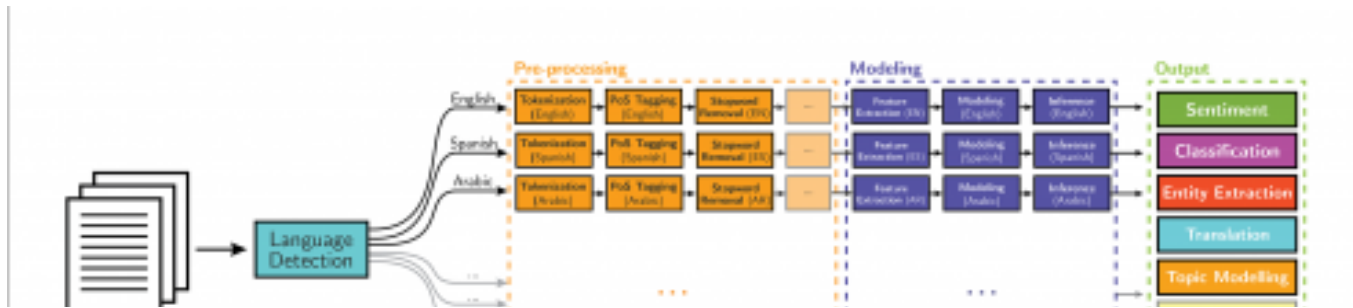 Pre-processing
Modeling
Output
English
Tokenization
(English)
PoS Tagging
(English)
Stopword
Removal (EN)
...
Feature
Extraction (EN)
Modeling
(English)
Inference
(English)
Sentiment
Spanish
Tokenization
(Spanish)
PoS Tagging
(Spanish)
Stopword
Removal (ES)
...
Feature
Extraction (ES)
Modeling
(Spanish)
Inference
(Spanish)
Classification
Arabic
Tokenization
(Arabic)
PoS Tagging
(Arabic)
Stopword
Removal (AR)
...
Feature
Extraction (AR)
Modeling
(Arabic)
Inference
(Arabic)
Entity Extraction
Language
Detection
Translation
Topic Modelling
...
...
...
...